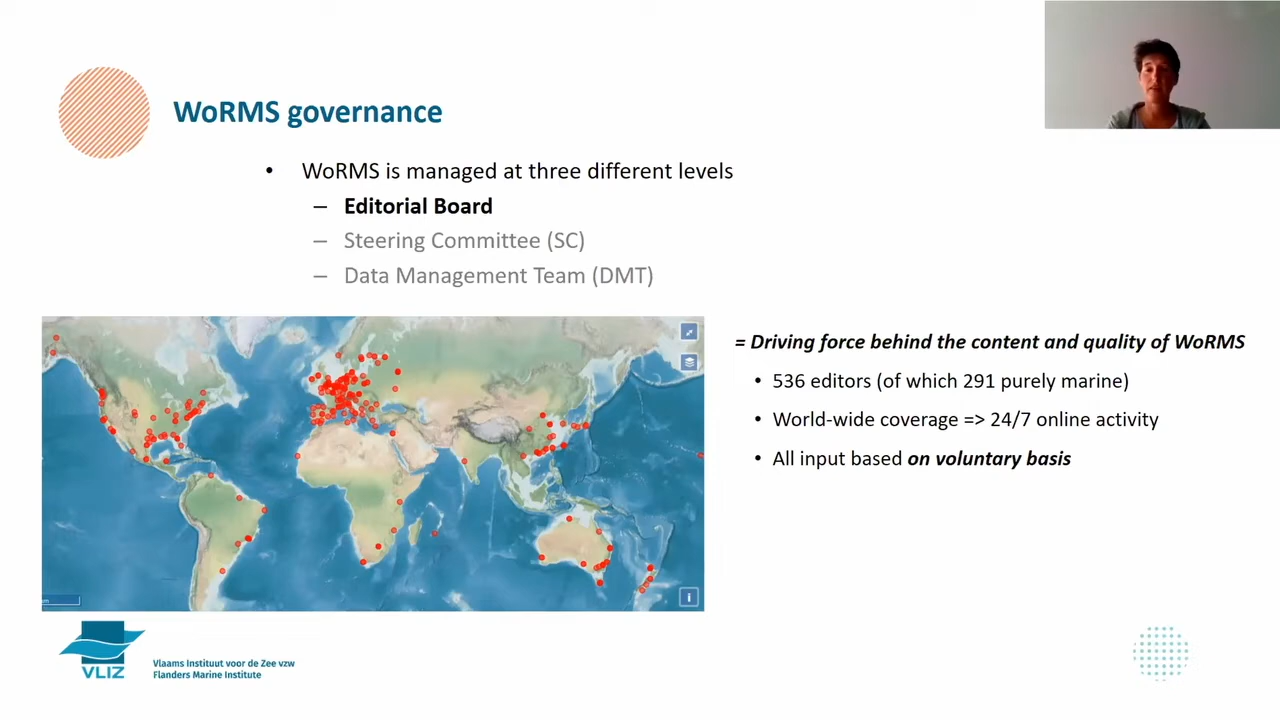 WoRMS governance
• WoRMS is managed at three different levels
– Editorial Board
– Steering Committee (SC)
– Data Management Team (DMT)
= Driving force behind the content and quality of WoRMS
• 536 editors (of which 291 purely marine)
• World-wide coverage => 24/7 online activity
• All input based on voluntary basis
i
VLIZ
Vlaams Instituut voor de Zee vzw
Flanders Marine Institute